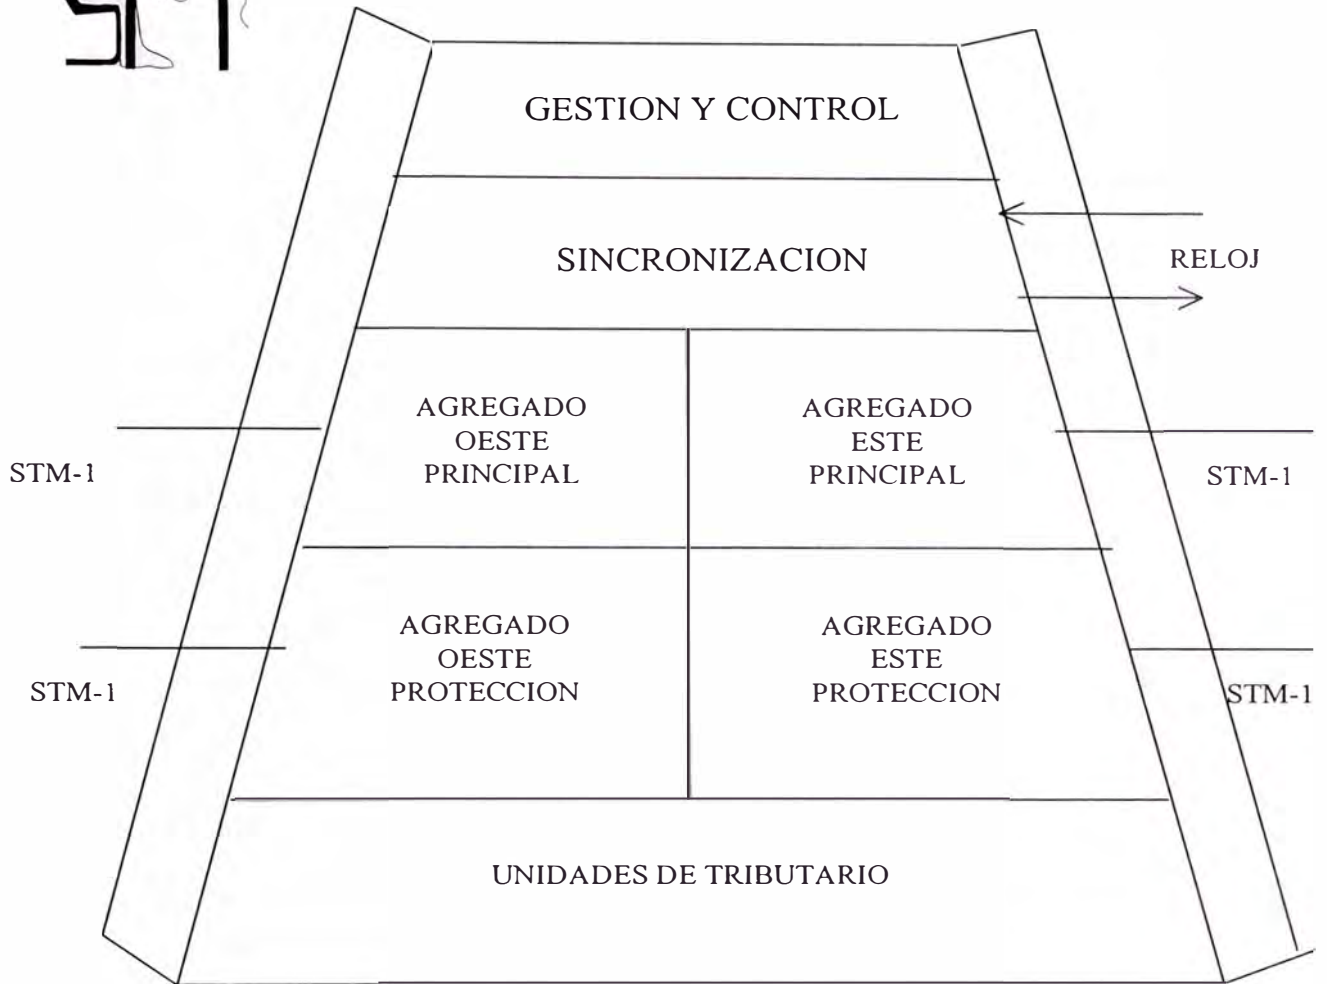 GESTION Y CONTROL
SINCRONIZACION
RELOJ
AGREGADO
OESTE
PRINCIPAL
AGREGADO
ESTE
PRINCIPAL
STM-1
STM-1
AGREGADO
OESTE
PROTECCION
AGREGADO
ESTE
PROTECCION
STM-1
STM-1
UNIDADES DE TRIBUTARIO